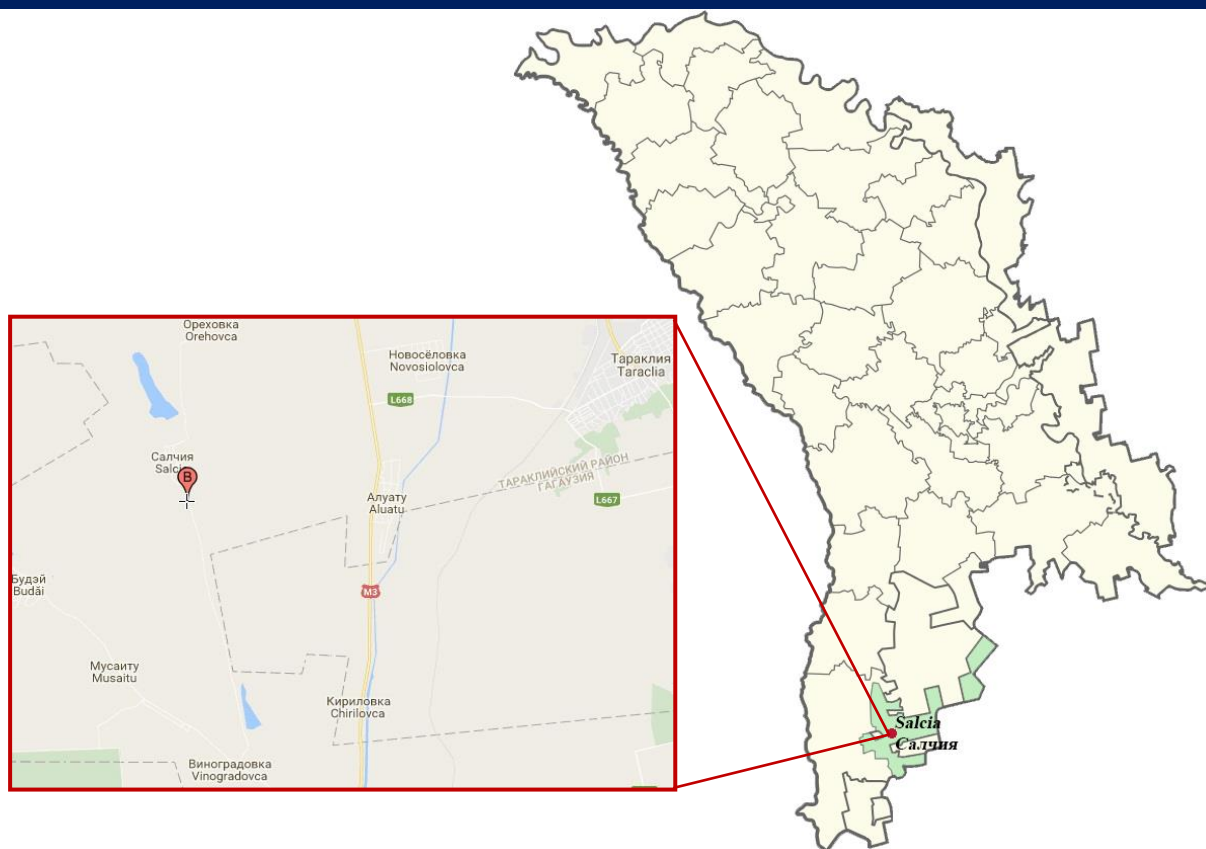 Ореховка
Orehovca
Новосёловка
Novosiolovca
Тараклия
Taraclia
L668
Салчия
Salcia
B
ТАРАКЛИЙСКИЙ РАЙОН
ГАГАУЗИЯ
L667
Алуату
Aluatu
Будэй
Budăi
M3
Мусаиту
Musaitu
Кириловка
Chirilovca
Виноградовка
Vinogradovca
Salcia
Салчия